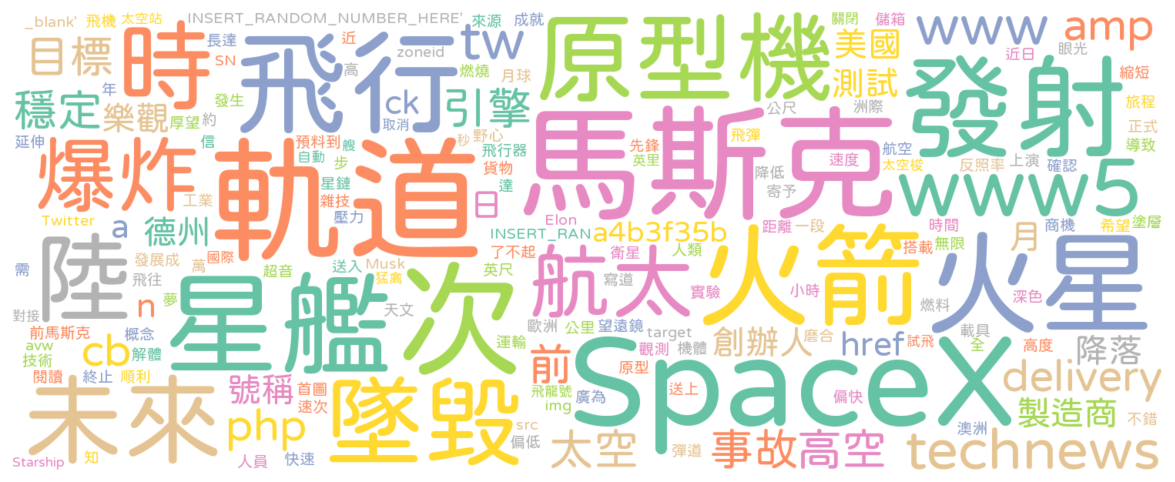 _blank' 飛機 太空站 INSERT_RANDOM_NUMBER_HERE' 來源 成就 關閉 儲箱
目標 時 長達 近 tw 原型機 美國 www amp
SN zoneid 高 近日 眼光
飛行 燃燒 月球 測試 發射 縮短
年 發生 ck 引擎 公尺 洲際 旅程
穩定 樂觀 厚望 約 取消 正式
延伸 信 預料到 艘 秒 野心 飛彈 航空 導致
爆炸 軌道 自動 步 飛行器 先鋒 馬斯克 速度 太空梭 反照率 上演 確認
星鏈 貨物 英里 降低 www5
工業 雜技 達 寄予
Twitter a 德州 壓力 日 Elon 距離 一段 時間 商機 希望 塗層
INSERT_RAN a4b3f35b 月
陸 發展成 萬 國際 了不起 衛星 人類 搭載 無限
需 飛往 超音 送入 Musk 英尺 航太 火箭 火星
n 夢 星艦 猛禽 次 寫道 實驗 小時 深色
對接 天文 燃料
前馬斯克 概念 歐洲 公里 望遠鏡 target 創辦人 磨合 href 試飛 載具 全 高度
avw 技術 cb 解體 運輸 觀測 機體 降落
閱讀 終止 順利 前 原型 SpaceX
未來 號稱 首圖 墜毀 飛龍號 廣為 送上 偏快 delivery
速次 img 製造商
php src 澳洲 不錯
偏低 太空 彈道 事故 高空 technews
Starship 知 人員 快速